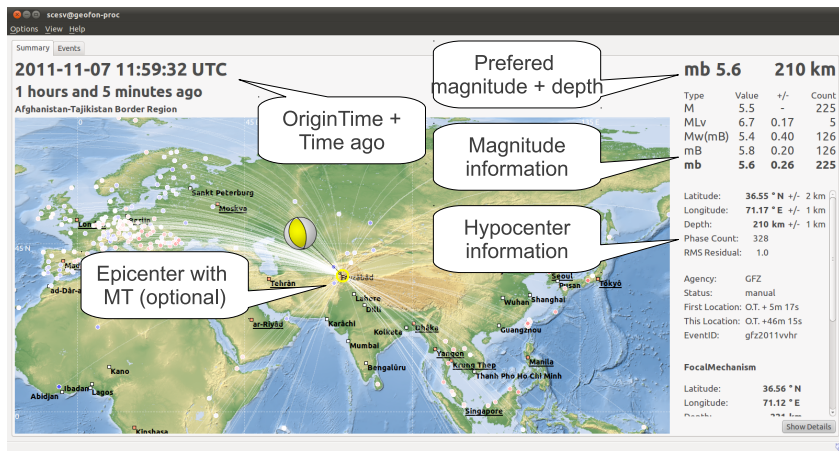 scesv@geofon-proc
Options View Help
Summary Events
2011-11-07 11:59:32 UTC
1 hours and 5 minutes ago
Afghanistan-Tajikistan Border Region
OriginTime +
Time ago
Prefered
magnitude + depth
Magnitude
information
Hypocenter
information
Epicenter with
MT (optional)
Sankt Peterburg
Moskva
Berlin
45N
Tehrān
ar-Riyāḍ
Lahore
Dilli
Karāchi
Kolkata
Dhāka
Mumbai
Bengalūru
Wuhan
Shanghai
Guangzhou
Seoul
Pusan
Tōkyō
Yangon
Krung Thep
Manila
Thanh Pho Ho Chi Minh
Singapore
Kano
Ibadan
Lagos
Abidjan
Kinshasa
mb 5.6 210 km
Type Value +/- Count
M 5.5 - 225
MLv 6.7 0.17 5
Mw(mB) 5.4 0.40 126
mB 5.8 0.20 126
mb 5.6 0.26 225
Latitude: 36.55 ° N +/- 2 km
Longitude: 71.17 ° E +/- 1 km
Depth: 210 km +/- 1 km
Phase Count: 328
RMS Residual: 1.0
Agency: GFZ
Status: manual
First Location: O.T. + 5m 17s
This Location: O.T. +46m 15s
EventID: gfz2011vvhr
FocalMechanism
Latitude: 36.56 ° N
Longitude: 71.12 ° E
Show Details